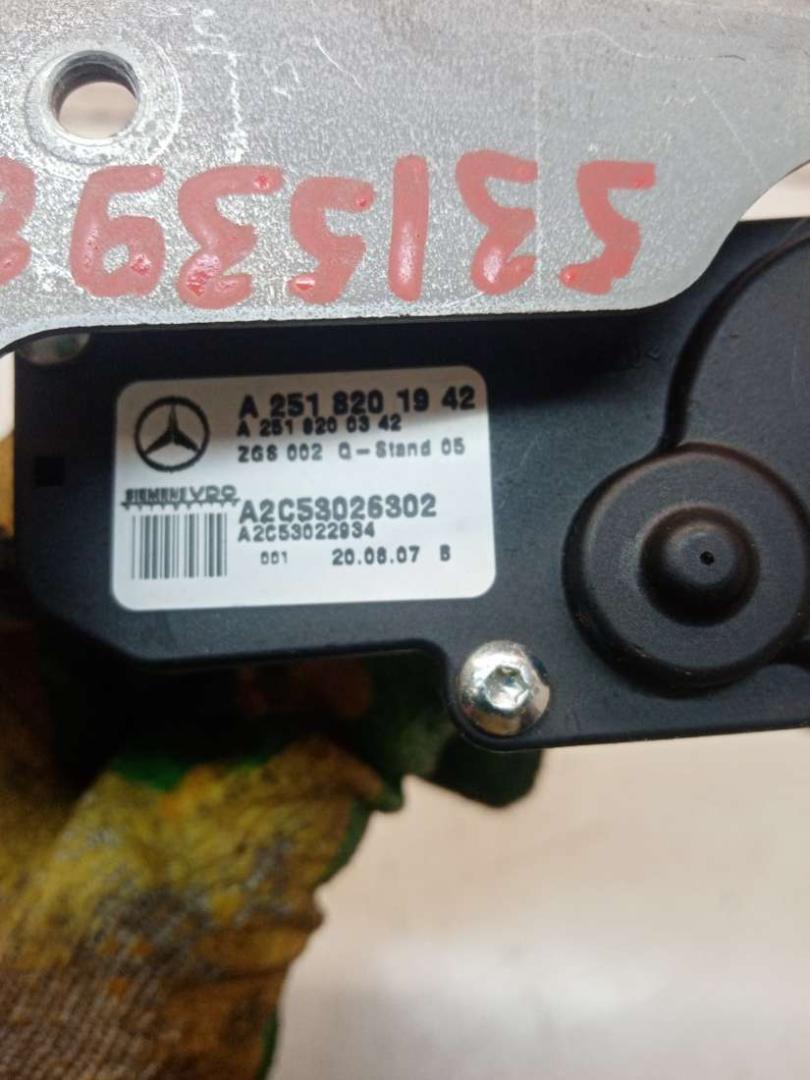 531539
A 251 820 19 42
A 251 820 03 42
ZGS 002 Q-Stand 05
SIEMENS VDO
A2C53026302
A2C53022934
001 20.06.07 B